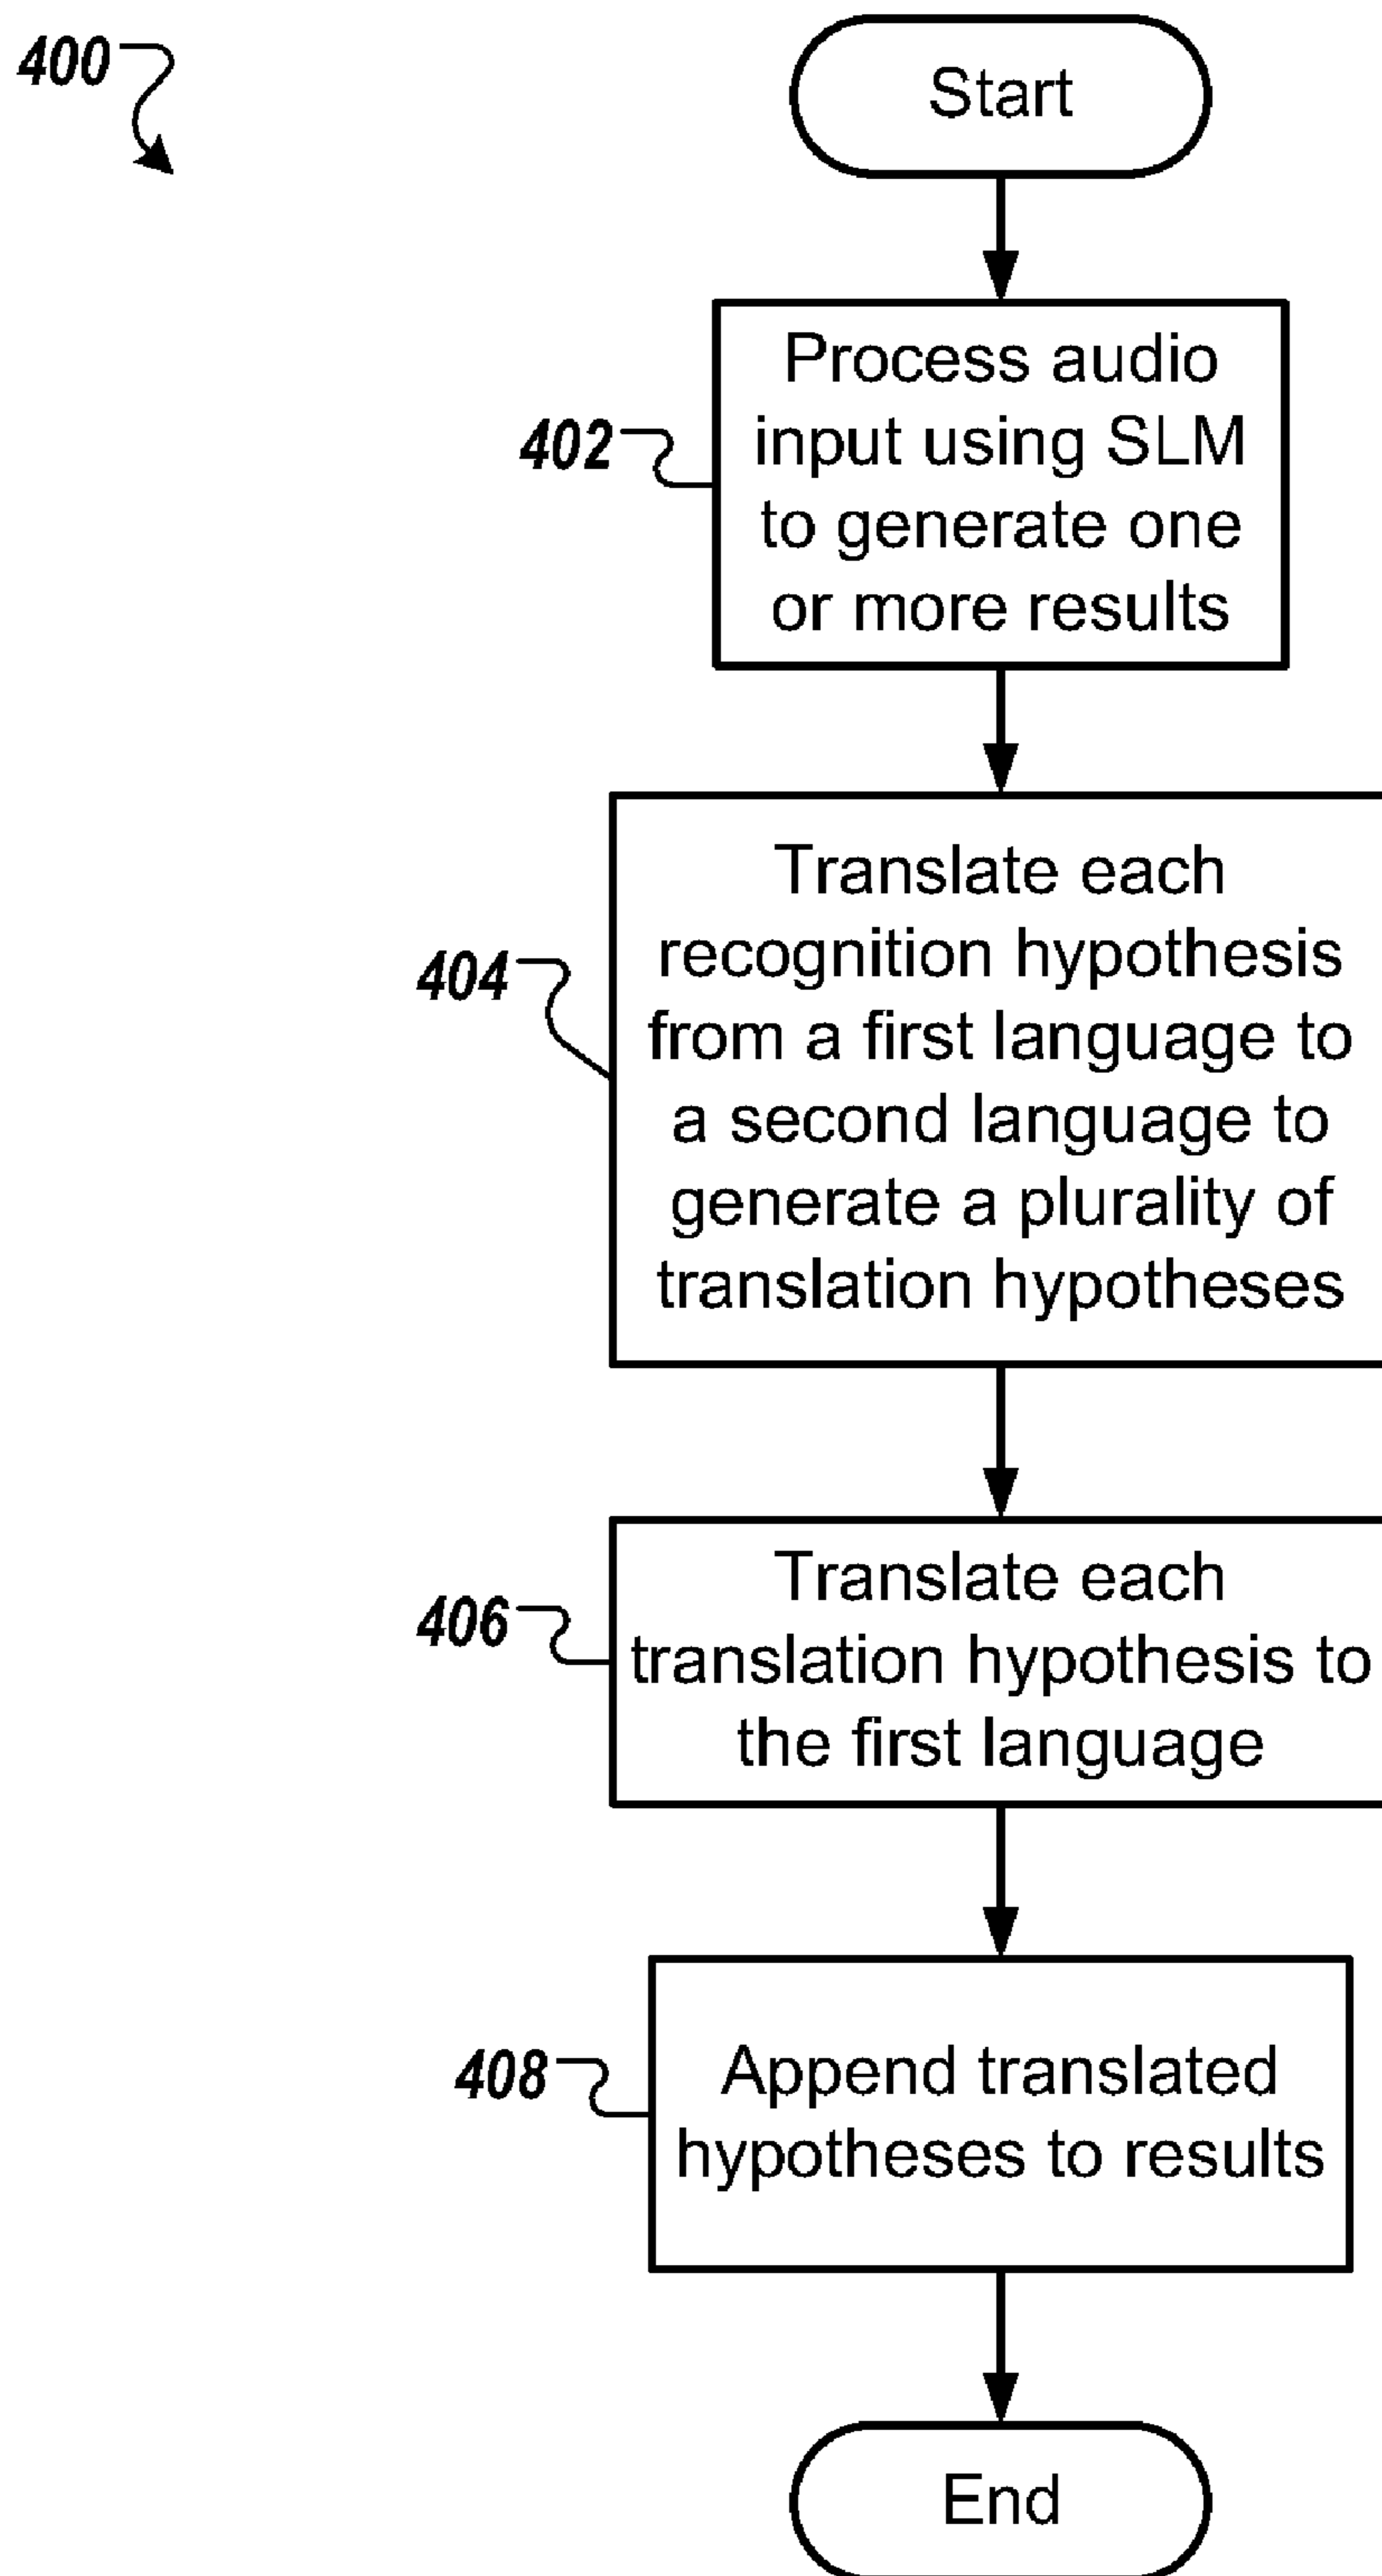 400
Start
402
Process audio
input using SLM
to generate one
or more results
404
Translate each
recognition hypothesis
from a first language to
a second language to
generate a plurality of
translation hypotheses
406
Translate each
translation hypothesis to
the first language
408
Append translated
hypotheses to results
End